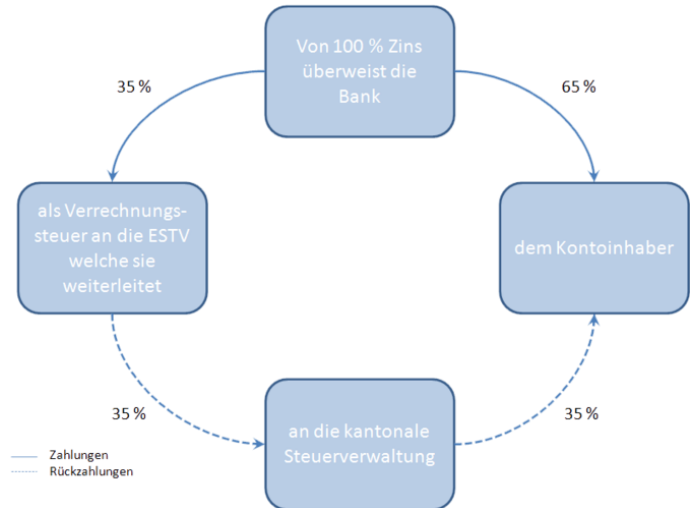 Von 100 % Zins
überweist die
Bank
35 %
65 %
als Verrechnungs-
steuer an die ESTV
welche sie
weiterleitet
dem Kontoinhaber
35 %
35 %
an die kantonale
Steuerverwaltung
Zahlungen
Rückzahlungen